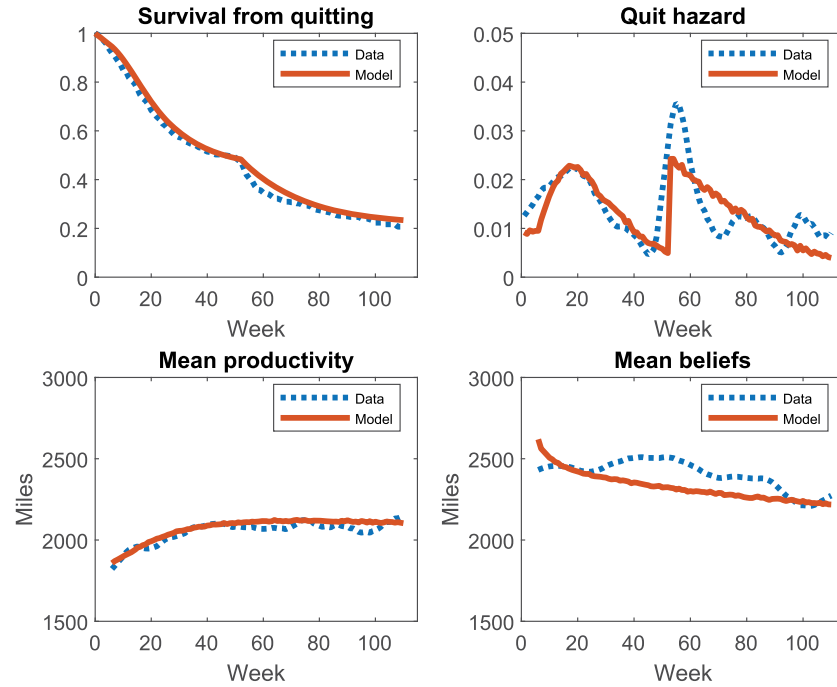 Survival from quitting
1
0.8
0.6
0.4
0.2
0
0 20 40 60 80 100
Week
Data
Model
Quit hazard
0.05
0.04
0.03
0.02
0.01
0
0 20 40 60 80 100
Week
Data
Model
Mean productivity
3000
2500
2000
1500
Miles
0 20 40 60 80 100
Week
Data
Model
Mean beliefs
3000
2500
2000
1500
Miles
0 20 40 60 80 100
Week
Data
Model